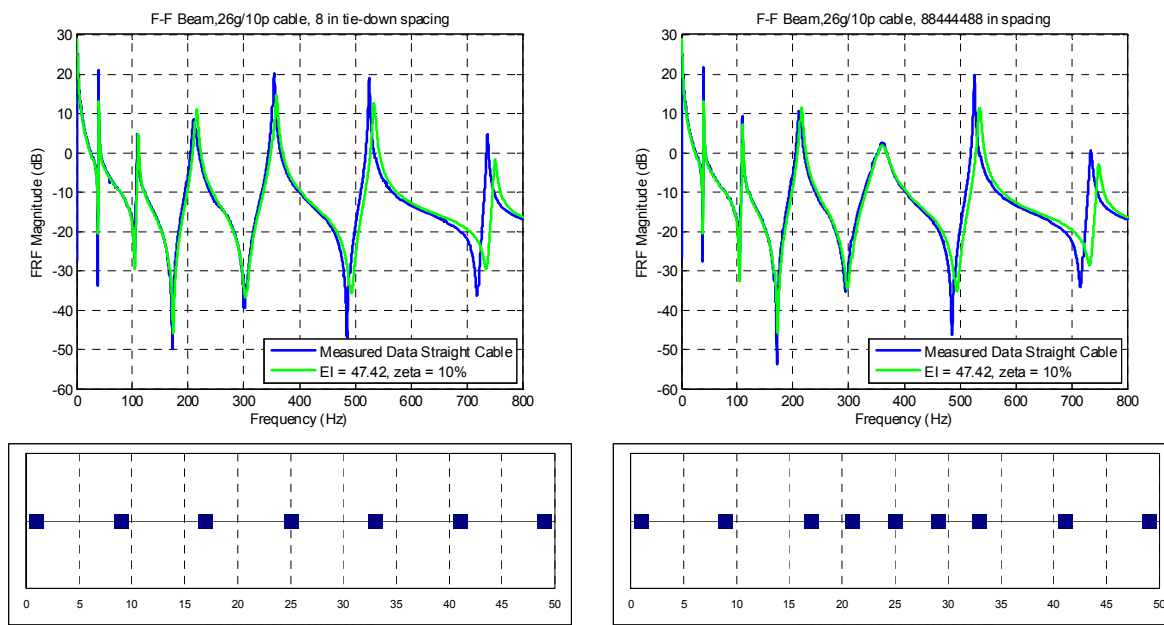 F-F Beam,26g/10p cable, 8 in tie-down spacing
30
20
10
0
-10
-20
-30
-40
-50
-60
FRF Magnitude (dB)
0 100 200 300 400 500 600 700 800
Frequency (Hz)
Measured Data Straight Cable
EI = 47.42, zeta = 10%
0 5 10 15 20 25 30 35 40 45 50
F-F Beam,26g/10p cable, 88444488 in spacing
30
20
10
0
-10
-20
-30
-40
-50
-60
FRF Magnitude (dB)
0 100 200 300 400 500 600 700 800
Frequency (Hz)
Measured Data Straight Cable
EI = 47.42, zeta = 10%
0 5 10 15 20 25 30 35 40 45 50